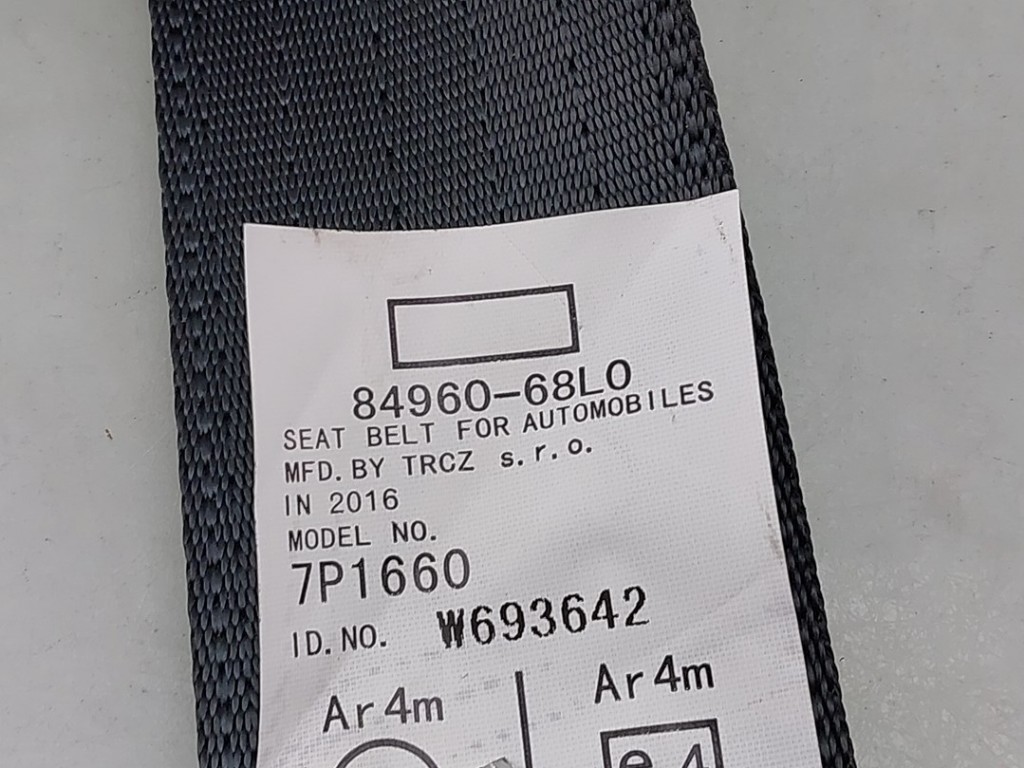 84960-68L0
SEAT BELT FOR AUTOMOBILES
MFD. BY TRCZ s.r.o.
IN 2016
MODEL NO.
7P1660
ID. NO. W693642
Ar4m Ar4m
e4